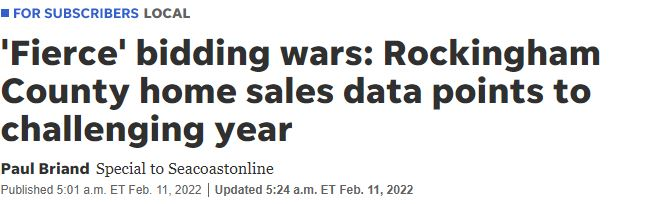 FOR SUBSCRIBERS LOCAL
'Fierce' bidding wars: Rockingham
County home sales data points to
challenging year
Paul Briand Special to Seacoastonline
Published 5:01 a.m. ET Feb. 11, 2022 | Updated 5:24 a.m. ET Feb. 11, 2022